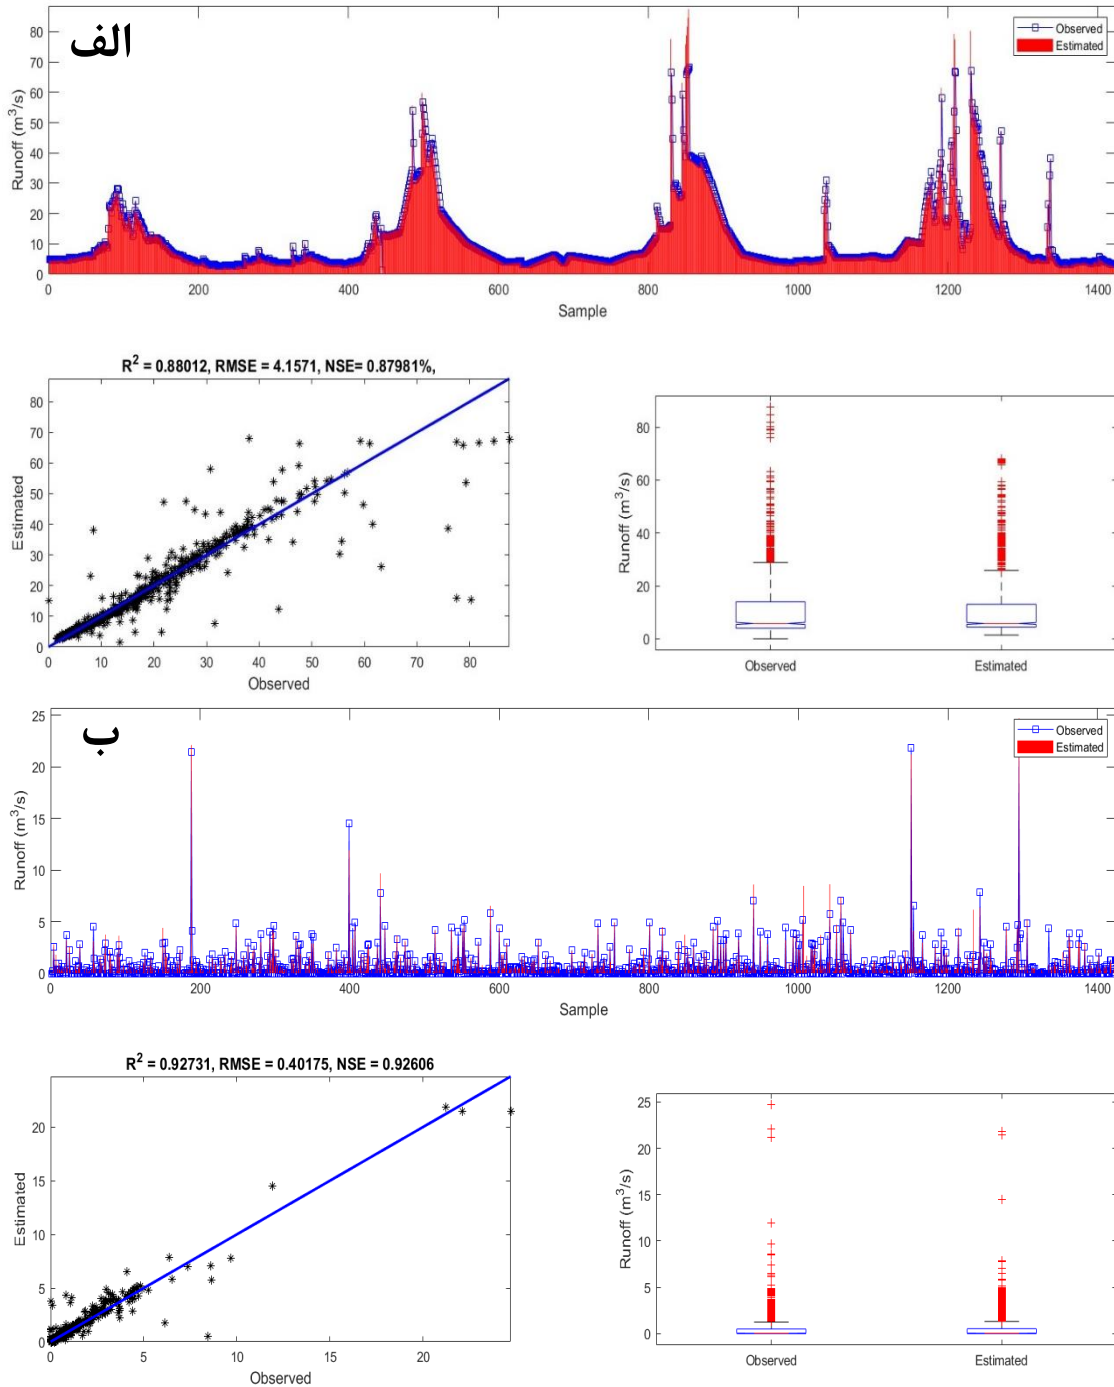 الف
Observed
Estimated
80
70
60
50
40
30
20
10
0
Runoff (m³/s)
0 200 400 600 800 1000 1200 1400
Sample
R² = 0.88012, RMSE = 4.1571, NSE= 0.87981%,
80
70
60
50
40
30
20
10
0
Estimated
0 10 20 30 40 50 60 70 80
Observed
80
60
40
20
0
Runoff (m³/s)
Observed Estimated
ب
Observed
Estimated
25
20
15
10
5
0
Runoff (m³/s)
0 200 400 600 800 1000 1200 1400
Sample
R² = 0.92731, RMSE = 0.40175, NSE = 0.92606
20
15
10
5
0
Estimated
0 5 10 15 20
Observed
25
20
15
10
5
0
Runoff (m³/s)
Observed Estimated